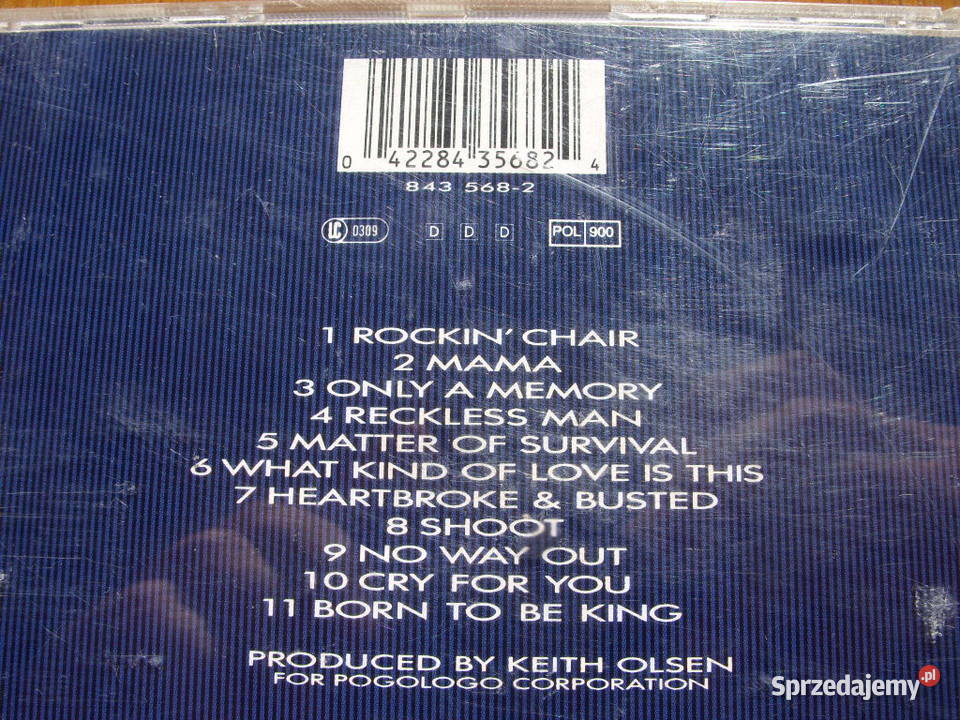 0 42284 35682 4
843 568-2
LC 0309 D D D POL 900
1 ROCKIN' CHAIR
2 MAMA
3 ONLY A MEMORY
4 RECKLESS MAN
5 MATTER OF SURVIVAL
6 WHAT KIND OF LOVE IS THIS
7 HEARTBROKE & BUSTED
8 SHOOT
9 NO WAY OUT
10 CRY FOR YOU
11 BORN TO BE KING
PRODUCED BY KEITH OLSEN
FOR POGOLOGO CORPORATION
Sprzedajemy.pl